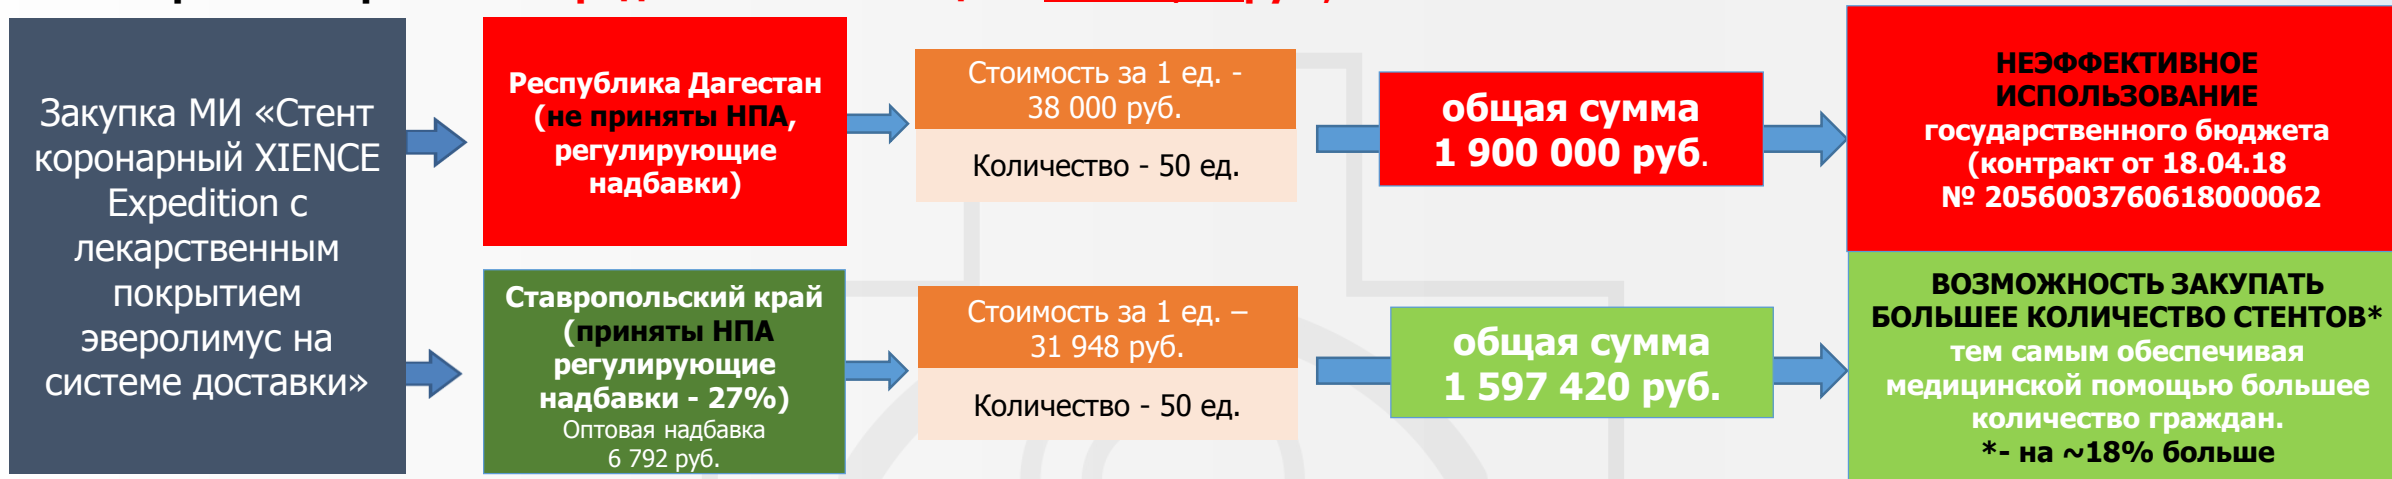 Закупка МИ «Стент
коронарный XIENCE
Expedition с
лекарственным
покрытием
эверолимус на
системе доставки»
Республика Дагестан
(не приняты НПА,
регулирующие
надбавки)
Стоимость за 1 ед. -
38 000 руб.
Количество - 50 ед.
общая сумма
1 900 000 руб.
НЕЭФФЕКТИВНОЕ
ИСПОЛЬЗОВАНИЕ
государственного бюджета
(контракт от 18.04.18
№ 2056003760618000062
Ставропольский край
(приняты НПА
регулирующие
надбавки - 27%)
Оптовая надбавка
6 792 руб.
Стоимость за 1 ед. –
31 948 руб.
Количество - 50 ед.
общая сумма
1 597 420 руб.
ВОЗМОЖНОСТЬ ЗАКУПАТЬ
БОЛЬШЕЕ КОЛИЧЕСТВО СТЕНТОВ*
тем самым обеспечивая
медицинской помощью большее
количество граждан.
*- на ~18% больше